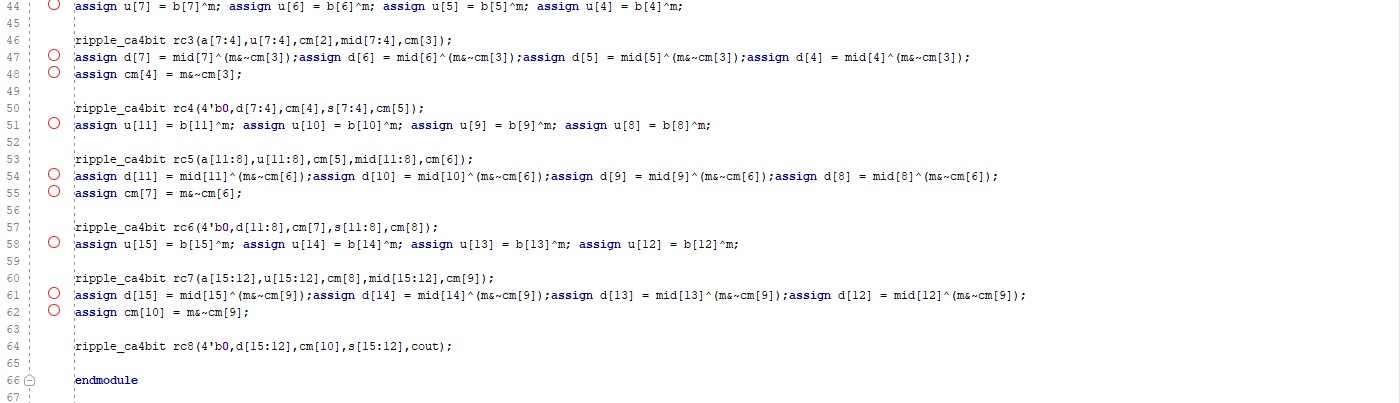 44 assign u[7] = b[7]^m; assign u[6] = b[6]^m; assign u[5] = b[5]^m; assign u[4] = b[4]^m;
45
46 ripple_ca4bit rc3(a[7:4],u[7:4],cm[2],mid[7:4],cm[3]);
47 assign d[7] = mid[7]^(m&~cm[3]);assign d[6] = mid[6]^(m&~cm[3]);assign d[5] = mid[5]^(m&~cm[3]);assign d[4] = mid[4]^(m&~cm[3]);
48 assign cm[4] = m&~cm[3];
49
50 ripple_ca4bit rc4(4'b0,d[7:4],cm[4],s[7:4],cm[5]);
51 assign u[11] = b[11]^m; assign u[10] = b[10]^m; assign u[9] = b[9]^m; assign u[8] = b[8]^m;
52
53 ripple_ca4bit rc5(a[11:8],u[11:8],cm[5],mid[11:8],cm[6]);
54 assign d[11] = mid[11]^(m&~cm[6]);assign d[10] = mid[10]^(m&~cm[6]);assign d[9] = mid[9]^(m&~cm[6]);assign d[8] = mid[8]^(m&~cm[6]);
55 assign cm[7] = m&~cm[6];
56
57 ripple_ca4bit rc6(4'b0,d[11:8],cm[7],s[11:8],cm[8]);
58 assign u[15] = b[15]^m; assign u[14] = b[14]^m; assign u[13] = b[13]^m; assign u[12] = b[12]^m;
59
60 ripple_ca4bit rc7(a[15:12],u[15:12],cm[8],mid[15:12],cm[9]);
61 assign d[15] = mid[15]^(m&~cm[9]);assign d[14] = mid[14]^(m&~cm[9]);assign d[13] = mid[13]^(m&~cm[9]);assign d[12] = mid[12]^(m&~cm[9]);
62 assign cm[10] = m&~cm[9];
63
64 ripple_ca4bit rc8(4'b0,d[15:12],cm[10],s[15:12],cout);
65
66 endmodule
67